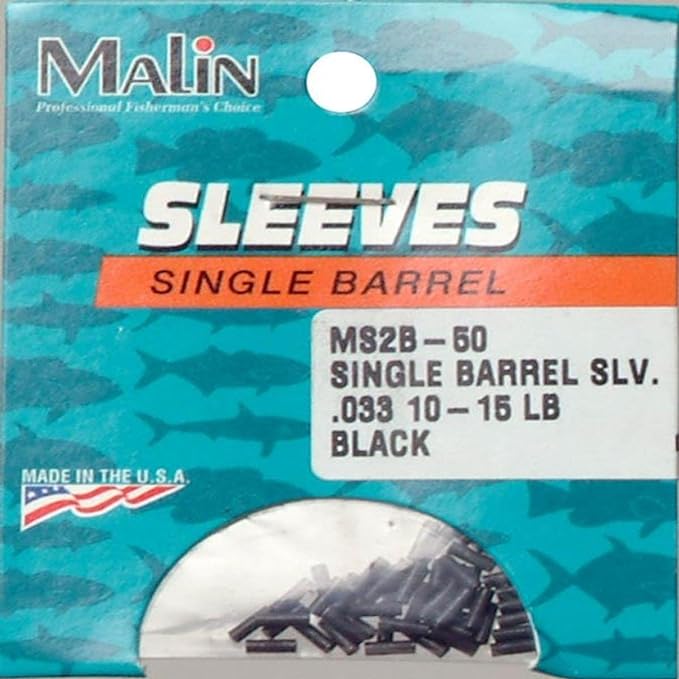 Malin
Professional Fisherman's Choice
SLEEVES
SINGLE BARREL
MS2B-50
SINGLE BARREL SLV.
.033 10-15 LB
BLACK
MADE IN THE U.S.A.